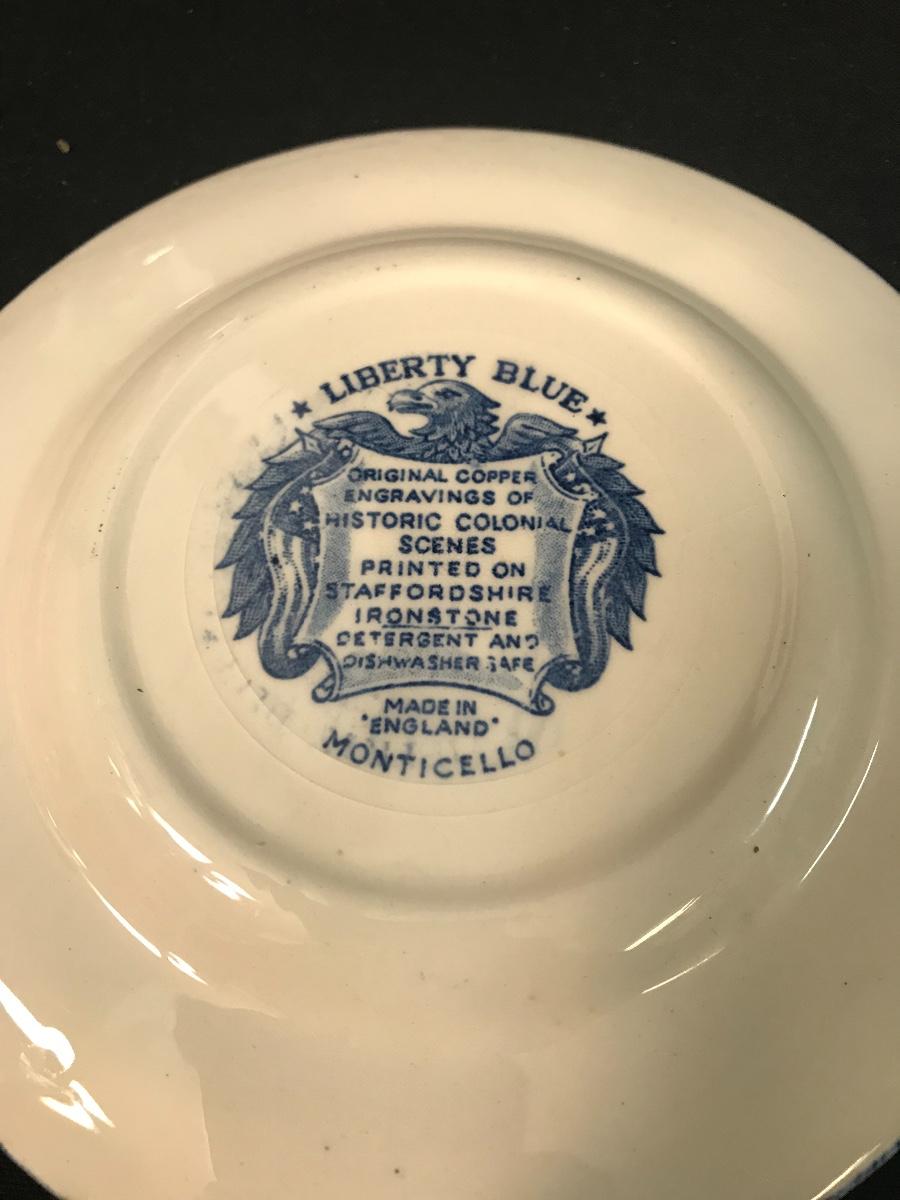 ★ LIBERTY BLUE ★
ORIGINAL COPPER
ENGRAVINGS OF
HISTORIC COLONIAL
SCENES
PRINTED ON
STAFFORDSHIRE
IRONSTONE
DETERGENT AND
DISHWASHER SAFE
MADE IN
"ENGLAND"
MONTICELLO